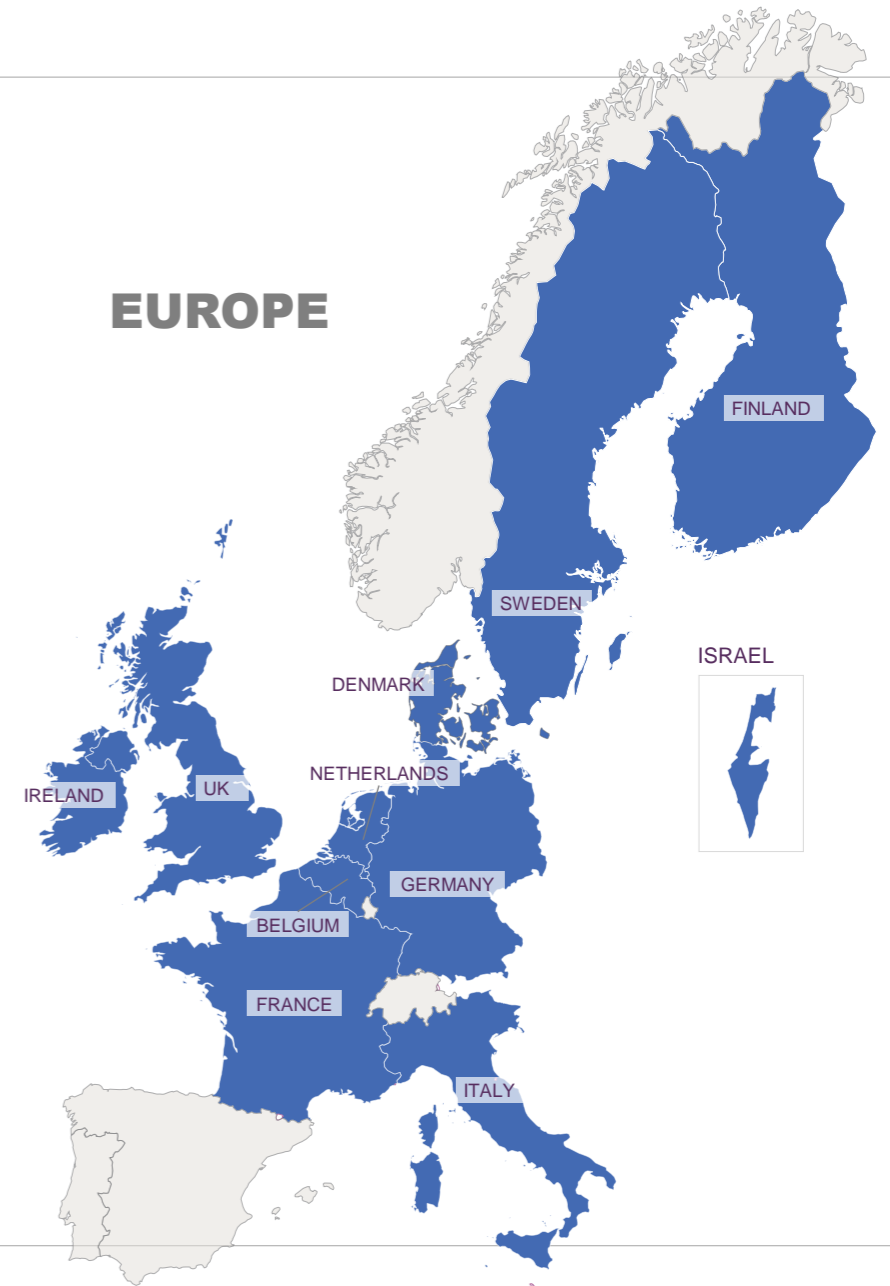 EUROPE
FINLAND
SWEDEN
ISRAEL
DENMARK
NETHERLANDS
IRELAND
UK
GERMANY
BELGIUM
FRANCE
ITALY